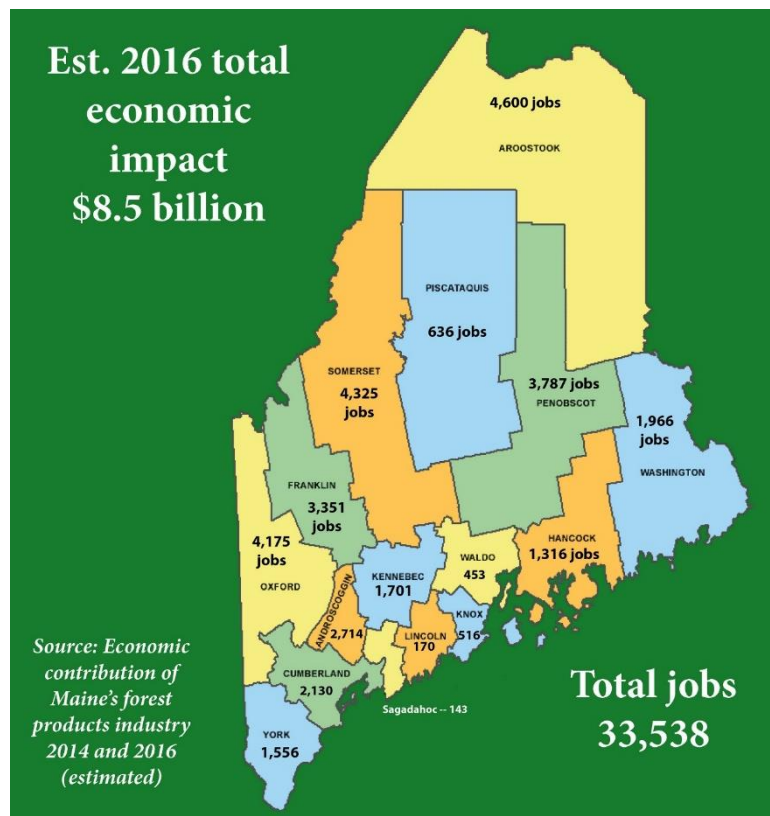 Est. 2016 total
economic
impact
$8.5 billion
4,600 jobs
AROOSTOOK
PISCATAQUIS
636 jobs
SOMERSET
4,325
jobs
3,787 jobs
PENOBSCOT
1,966
jobs
WASHINGTON
FRANKLIN
3,351
jobs
4,175
jobs
OXFORD
HANCOCK
1,316 jobs
WALDO
453
KENNEBEC
1,701
ANDROSCOGGIN
2,714
KNOX
516
LINCOLN
170
CUMBERLAND
2,130
Sagadahoc -- 143
YORK
1,556
Source: Economic
contribution of
Maine's forest
products industry
2014 and 2016
(estimated)
Total jobs
33,538